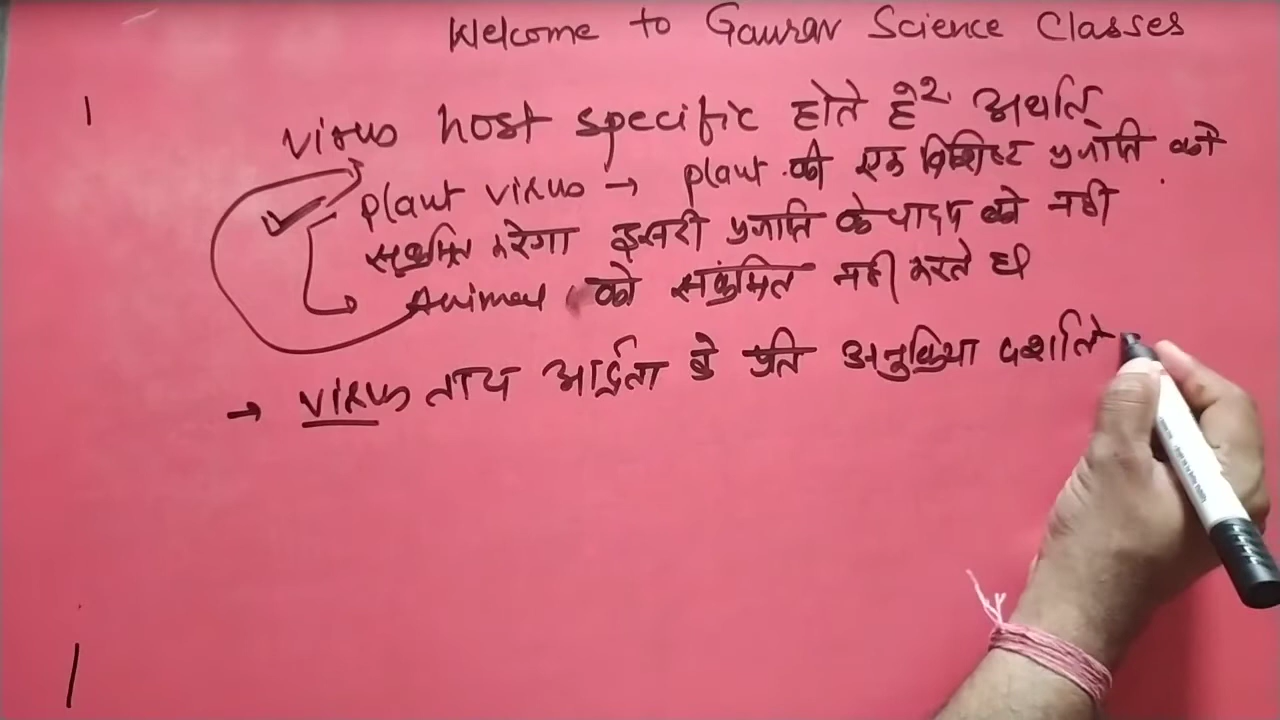 Welcome to Gaurav Science Classes
virus host specific होते है २ अर्थात्
plant virus → plant की एक विशिष्ट प्रजाति को
संक्रमित करेगा दुसरी प्रजाति के पादप को नही
Animal को संक्रमित नही करते है
→ virus ताप आर्द्रता के प्रति अनुक्रिया दर्शाते